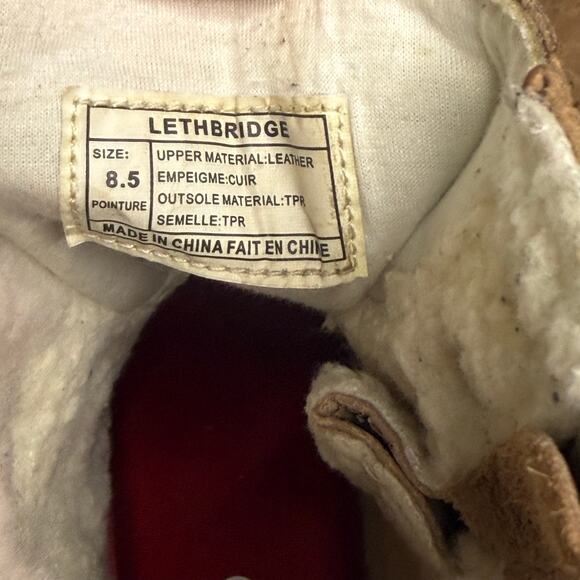 LETHBRIDGE
SIZE:
8.5
POINTURE
UPPER MATERIAL:LEATHER
EMPEIGME:CUIR
OUTSOLE MATERIAL:TPR
SEMELLE:TPR
MADE IN CHINA FAIT EN CHINE